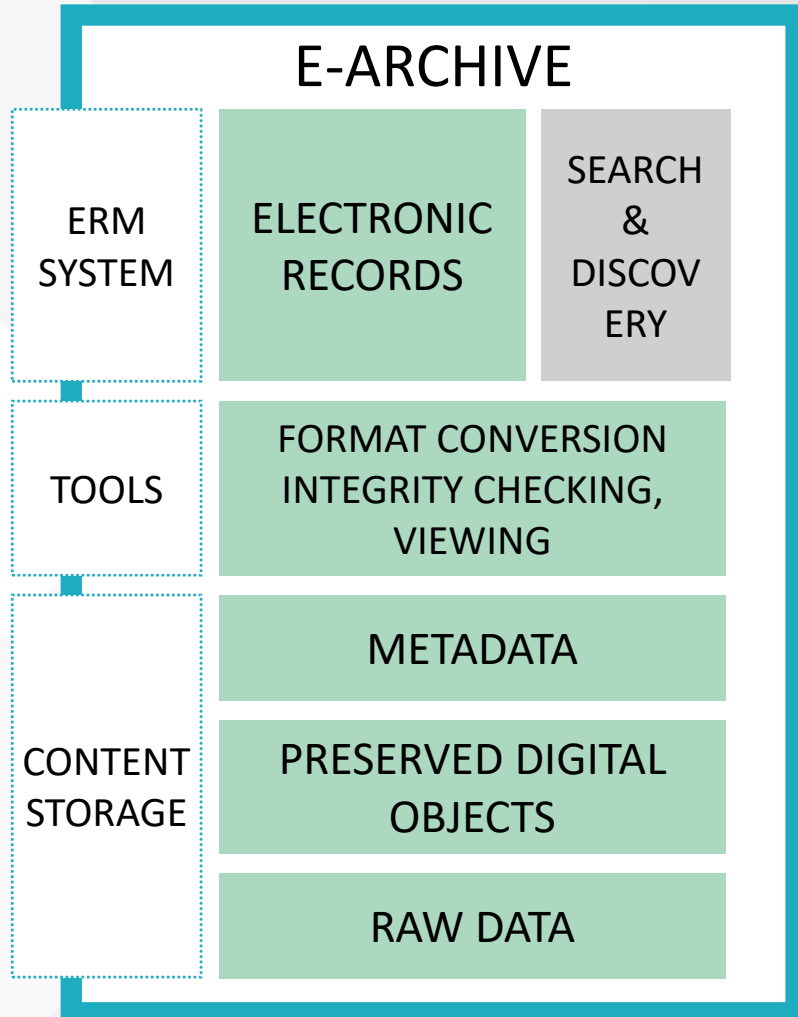 E-ARCHIVE
ERM
SYSTEM
ELECTRONIC
RECORDS
SEARCH
&
DISCOV
ERY
TOOLS
FORMAT CONVERSION
INTEGRITY CHECKING,
VIEWING
CONTENT
STORAGE
METADATA
PRESERVED DIGITAL
OBJECTS
RAW DATA